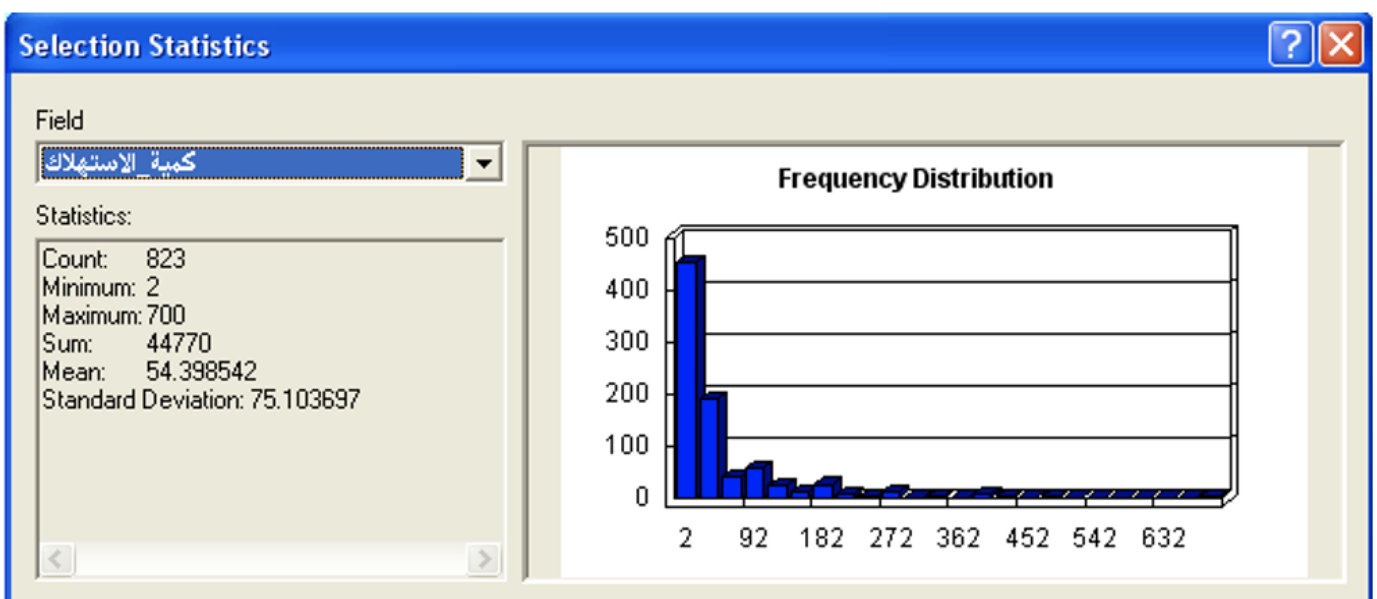 Selection Statistics
Field
كمية_الاستهلاك
Statistics:
Count: 823
Minimum: 2
Maximum: 700
Sum: 44770
Mean: 54.398542
Standard Deviation: 75.103697
Frequency Distribution
500
400
300
200
100
0
2 92 182 272 362 452 542 632